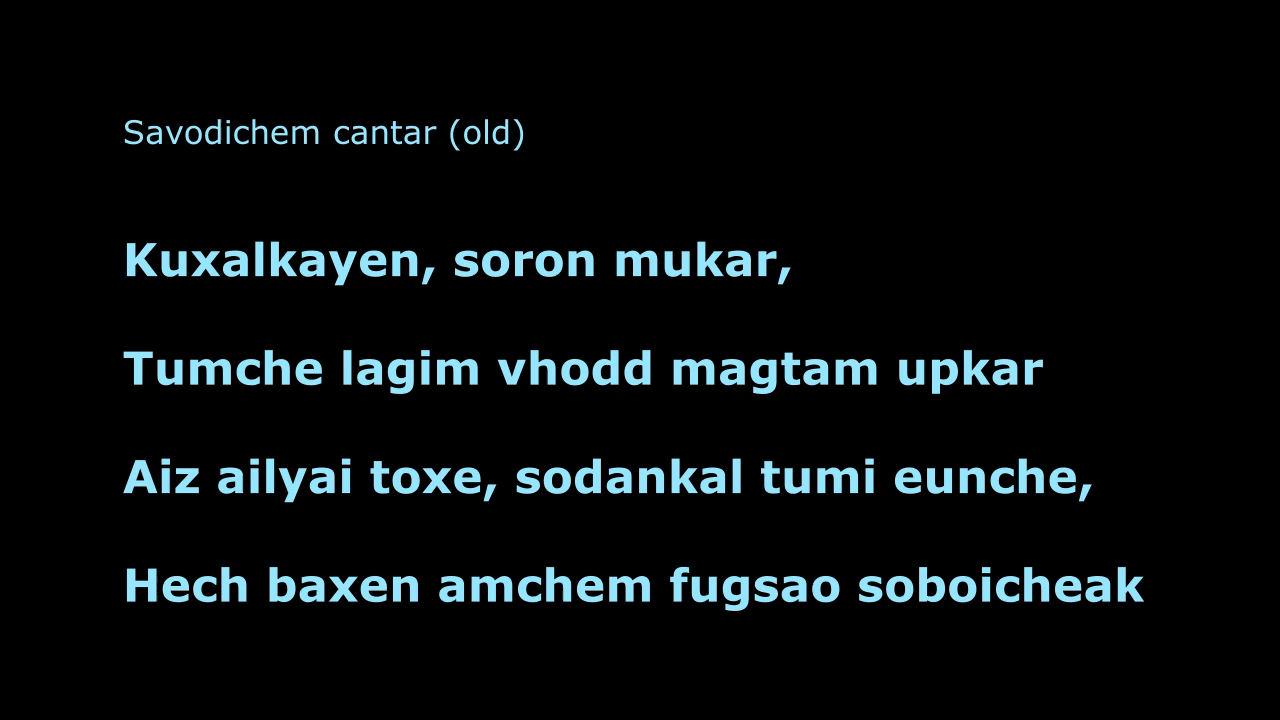 Savodichem cantar (old)
Kuxalkayen, soron mukar,
Tumche lagim vhodd magtam upkar
Aiz ailyai toxe, sodankal tumi eunche,
Hech baxen amchem fugsao soboicheak